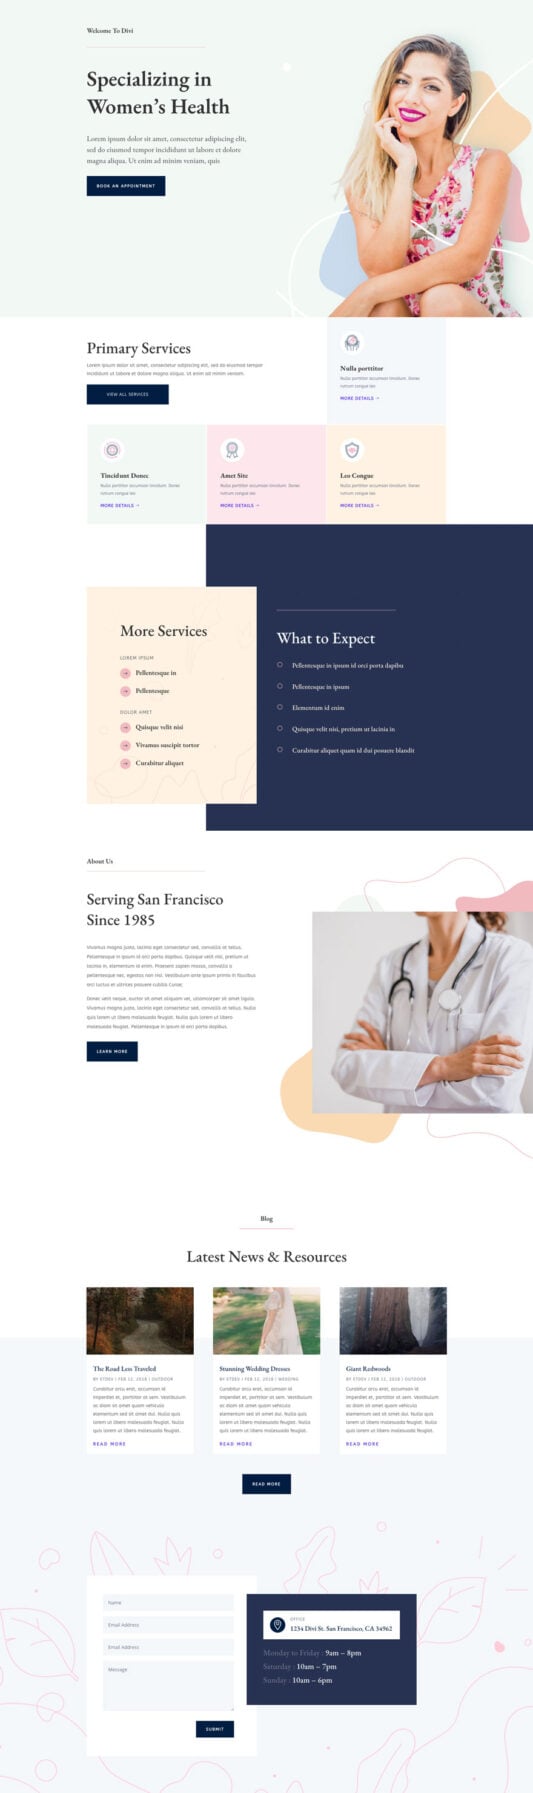 Welcome To Divi
Specializing in
Women's Health
Lorem ipsum dolor sit amet, consectetur adipiscing elit,
sed do eiusmod tempor incididunt ut labore et dolore
magna aliqua. Ut enim ad minim veniam, quis
BOOK AN APPOINTMENT
Primary Services
Lorem ipsum dolor sit amet, consectetur adipiscing elit, sed do eiusmod tempor
incididunt ut labore et dolore magna aliqua. Ut enim ad minim veniam.
VIEW ALL SERVICES
Nulla porttitor
Nulla porttitor accumsan tincidunt. Donec
rutrum congue leo
MORE DETAILS →
Tincidunt Donec
Nulla porttitor accumsan tincidunt. Donec
rutrum congue leo
MORE DETAILS →
Amet Site
Nulla porttitor accumsan tincidunt. Donec
rutrum congue leo
MORE DETAILS →
Leo Congue
Nulla porttitor accumsan tincidunt. Donec
rutrum congue leo
MORE DETAILS →
More Services
LOREM IPSUM
Pellentesque in
Pellentesque
DOLOR AMET
Quisque velit nisi
Vivamus suscipit tortor
Curabitur aliquet
What to Expect
Pellentesque in ipsum id orci porta dapibu
Pellentesque in ipsum
Elementum id enim
Quisque velit nisi, pretium ut lacinia in
Curabitur aliquet quam id dui posuere blandit
About Us
Serving San Francisco
Since 1985
Vivamus magna justo, lacinia eget consectetur sed, convallis at tellus.
Pellentesque in ipsum id orci porta dapibus. Quisque velit nisi, pretium ut
lacinia in, elementum id enim. Praesent sapien massa, convallis a
pellentesque nec, egestas non nisi. Vestibulum ante ipsum primis in faucibus
orci luctus et ultrices posuere cubilia Curae;
Donec velit neque, auctor sit amet aliquam vel, ullamcorper sit amet ligula.
Vivamus magna justo, lacinia eget consectetur sed, convallis at tellus. Nulla
quis lorem ut libero malesuada feugiat. Nulla quis lorem ut libero
malesuada feugiat. Pellentesque in ipsum id orci porta dapibus.
LEARN MORE
Blog
Latest News & Resources
The Road Less Traveled
BY ETDEV | FEB 12, 2018 | OUTDOOR
Curabitur arcu erat, accumsan id
imperdiet et, porttitor at sem. Vestibulum
ac diam sit amet quam vehicula
elementum sed sit amet dui. Nulla quis
lorem ut libero malesuada feugiat. Nulla
quis lorem ut libero malesuada feugiat.
READ MORE
Stunning Wedding Dresses
BY ETDEV | FEB 12, 2018 | WEDDING
Curabitur arcu erat, accumsan id
imperdiet et, porttitor at sem. Vestibulum
ac diam sit amet quam vehicula
elementum sed sit amet dui. Nulla quis
lorem ut libero malesuada feugiat. Nulla
quis lorem ut libero malesuada feugiat.
READ MORE
Giant Redwoods
BY ETDEV | FEB 12, 2018 | OUTDOOR
Curabitur arcu erat, accumsan id
imperdiet et, porttitor at sem. Vestibulum
ac diam sit amet quam vehicula
elementum sed sit amet dui. Nulla quis
lorem ut libero malesuada feugiat. Nulla
quis lorem ut libero malesuada feugiat.
READ MORE
READ MORE
Name
Email Address
Email Address
Message
SUBMIT
OFFICE
1234 Divi St. San Francisco, CA 34962
Monday to Friday : 9am – 8pm
Saturday : 10am – 7pm
Sunday : 10am – 6pm